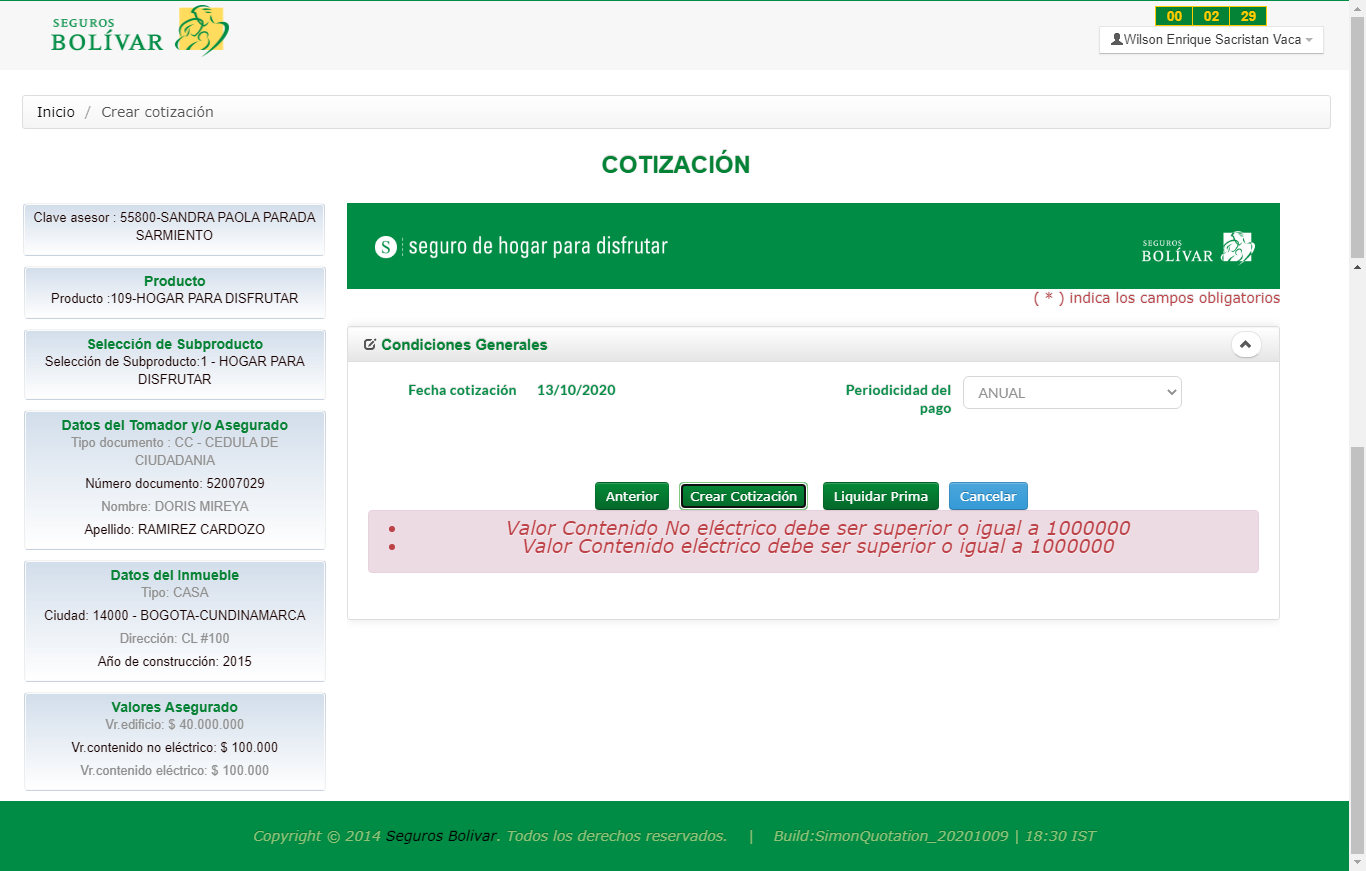 SEGUROS
BOLÍVAR
00 02 29
Wilson Enrique Sacristan Vaca
Inicio / Crear cotización
COTIZACIÓN
Clave asesor : 55800-SANDRA PAOLA PARADA
SARMIENTO
Producto
Producto :109-HOGAR PARA DISFRUTAR
Selección de Subproducto
Selección de Subproducto:1 - HOGAR PARA
DISFRUTAR
Datos del Tomador y/o Asegurado
Tipo documento : CC - CEDULA DE
CIUDADANIA
Número documento: 52007029
Nombre: DORIS MIREYA
Apellido: RAMIREZ CARDOZO
Datos del Inmueble
Tipo: CASA
Ciudad: 14000 - BOGOTA-CUNDINAMARCA
Dirección: CL #100
Año de construcción: 2015
Valores Asegurado
Vr.edificio: $ 40.000.000
Vr.contenido no eléctrico: $ 100.000
Vr.contenido eléctrico: $ 100.000
S seguro de hogar para disfrutar
SEGUROS
BOLÍVAR
( * ) indica los campos obligatorios
Condiciones Generales
Fecha cotización 13/10/2020
Periodicidad del
pago
ANUAL
Anterior Crear Cotización Liquidar Prima Cancelar
• Valor Contenido No eléctrico debe ser superior o igual a 1000000
• Valor Contenido eléctrico debe ser superior o igual a 1000000
Copyright © 2014 Seguros Bolivar. Todos los derechos reservados. | Build:SimonQuotation_20201009 | 18:30 IST